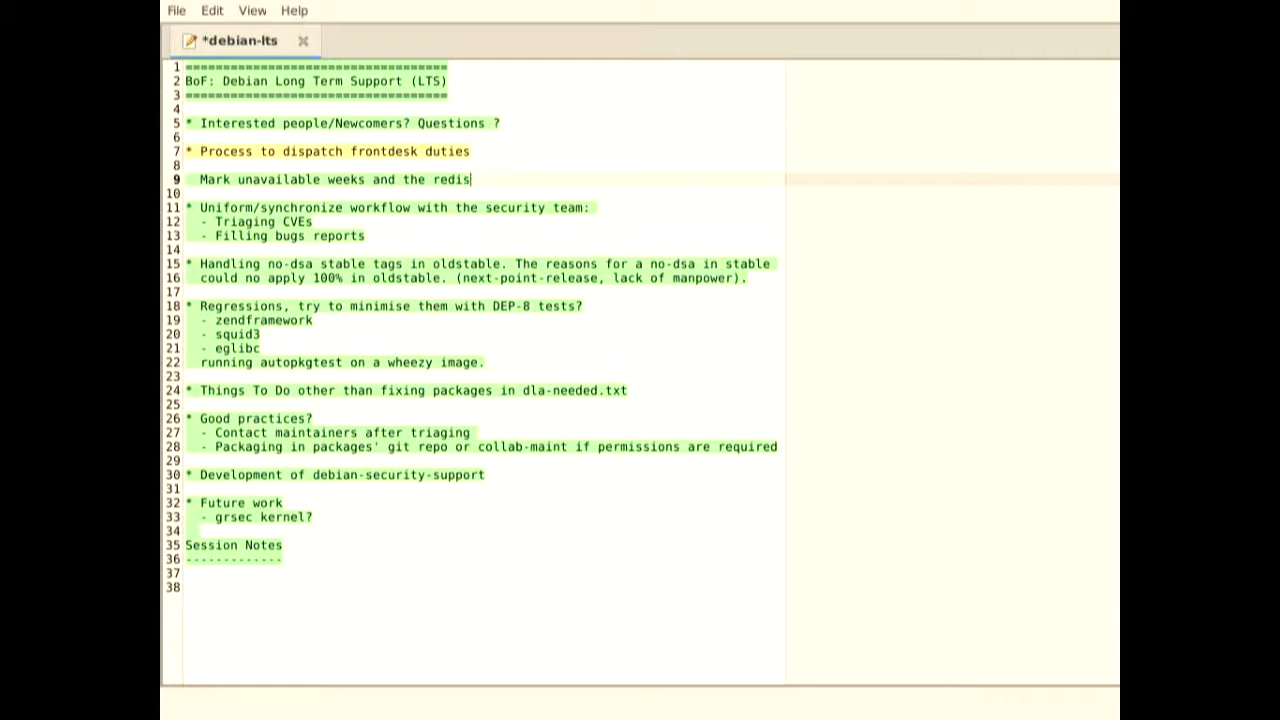 File Edit View Help
*debian-lts
1 ===================================
2 BoF: Debian Long Term Support (LTS)
3 ===================================
4
5 * Interested people/Newcomers? Questions ?
6
7 * Process to dispatch frontdesk duties
8
9   Mark unavailable weeks and the redis
10
11 * Uniform/synchronize workflow with the security team:
12   - Triaging CVEs
13   - Filling bugs reports
14
15 * Handling no-dsa stable tags in oldstable. The reasons for a no-dsa in stable
16   could no apply 100% in oldstable. (next-point-release, lack of manpower).
17
18 * Regressions, try to minimise them with DEP-8 tests?
19   - zendframework
20   - squid3
21   - eglibc
22   running autopkgtest on a wheezy image.
23
24 * Things To Do other than fixing packages in dla-needed.txt
25
26 * Good practices?
27   - Contact maintainers after triaging
28   - Packaging in packages' git repo or collab-maint if permissions are required
29
30 * Development of debian-security-support
31
32 * Future work
33   - grsec kernel?
34
35 Session Notes
36 -------------
37
38